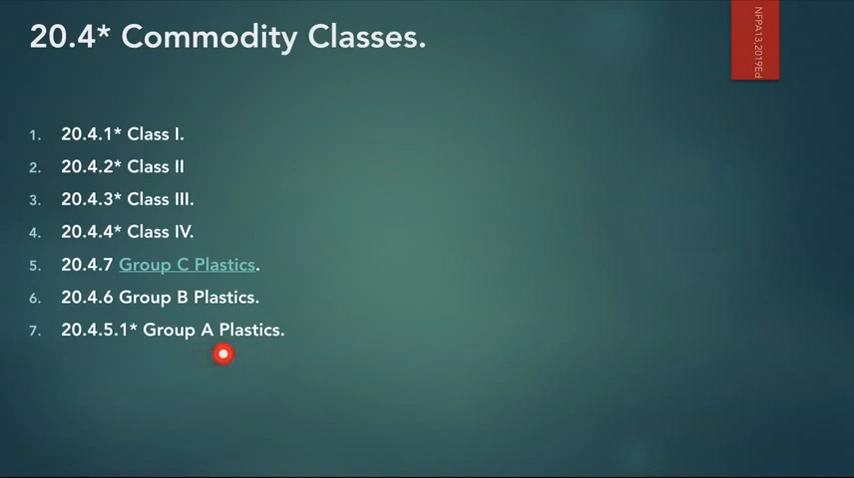 20.4* Commodity Classes.
NFPA13,2019Ed
1. 20.4.1* Class I.
2. 20.4.2* Class II
3. 20.4.3* Class III.
4. 20.4.4* Class IV.
5. 20.4.7 Group C Plastics.
6. 20.4.6 Group B Plastics.
7. 20.4.5.1* Group A Plastics.